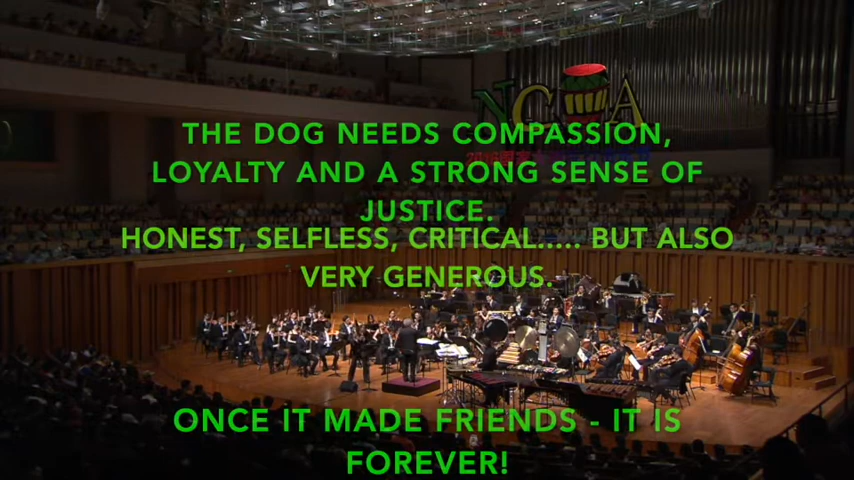 NCPA
THE DOG NEEDS COMPASSION,
LOYALTY AND A STRONG SENSE OF
JUSTICE.
HONEST, SELFLESS, CRITICAL..... BUT ALSO
VERY GENEROUS.
ONCE IT MADE FRIENDS - IT IS
FOREVER!